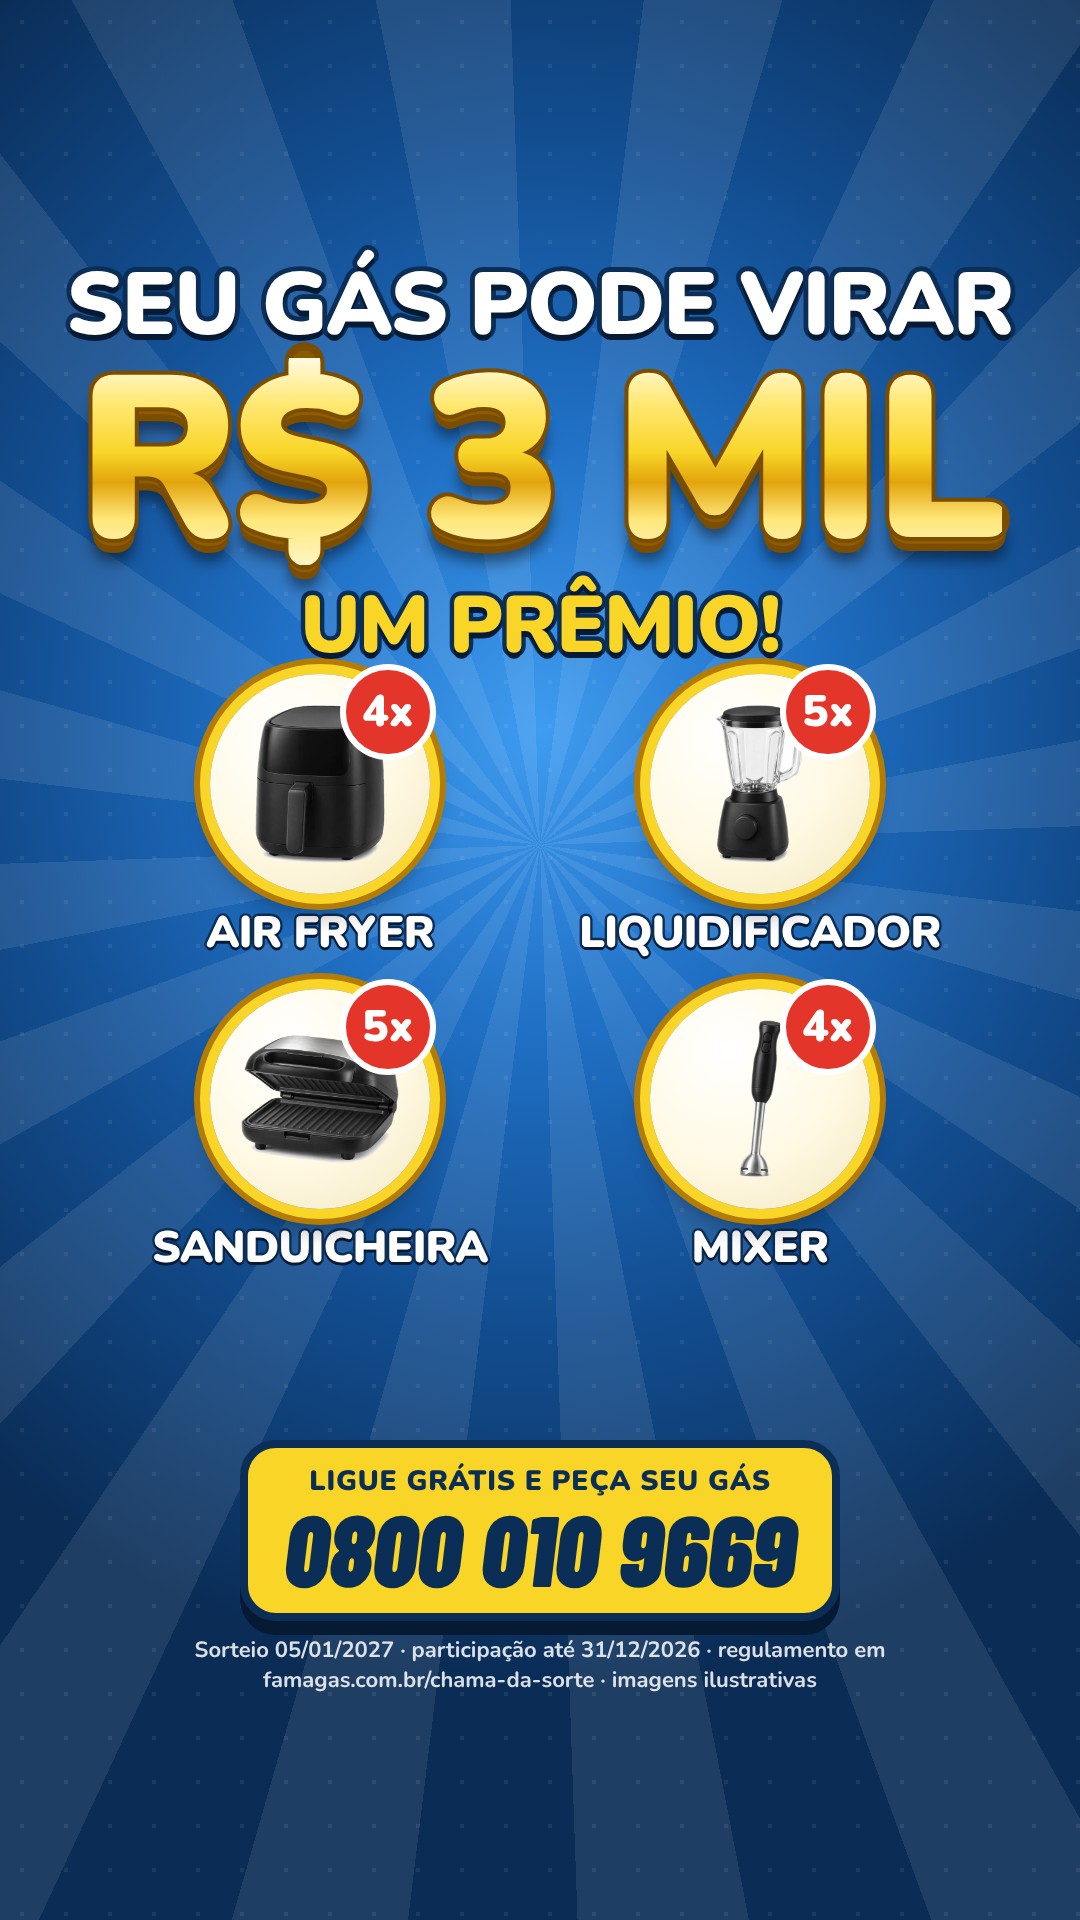 SEU GÁS PODE VIRAR
R$ 3 MIL
UM PRÊMIO!
4x
5x
AIR FRYER
LIQUIDIFICADOR
5x
4x
SANDUICHEIRA
MIXER
LIGUE GRÁTIS E PEÇA SEU GÁS
0800 010 9669
Sorteio 05/01/2027 · participação até 31/12/2026 · regulamento em
famagas.com.br/chama-da-sorte · imagens ilustrativas